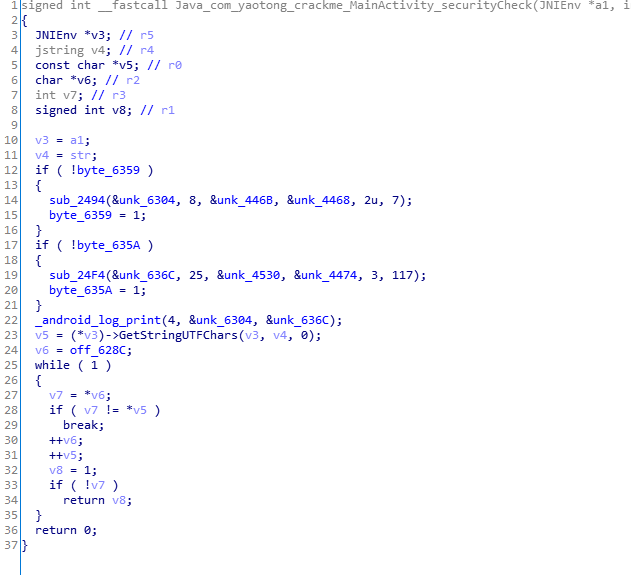 1 signed int __fastcall Java_com_yaotong_crackme_MainActivity_securityCheck(JNIEnv *a1, i
2 {
3 JNIEnv *v3; // r5
4 jstring v4; // r4
5 const char *v5; // r0
6 char *v6; // r2
7 int v7; // r3
8 signed int v8; // r1
9
10 v3 = a1;
11 v4 = str;
12 if ( !byte_6359 )
13 {
14 sub_2494(&unk_6304, 8, &unk_446B, &unk_4468, 2u, 7);
15 byte_6359 = 1;
16 }
17 if ( !byte_635A )
18 {
19 sub_24F4(&unk_636C, 25, &unk_4530, &unk_4474, 3, 117);
20 byte_635A = 1;
21 }
22 _android_log_print(4, &unk_6304, &unk_636C);
23 v5 = (*v3)->GetStringUTFChars(v3, v4, 0);
24 v6 = off_628C;
25 while ( 1 )
26 {
27 v7 = *v6;
28 if ( v7 != *v5 )
29 break;
30 ++v6;
31 ++v5;
32 v8 = 1;
33 if ( !v7 )
34 return v8;
35 }
36 return 0;
37 }